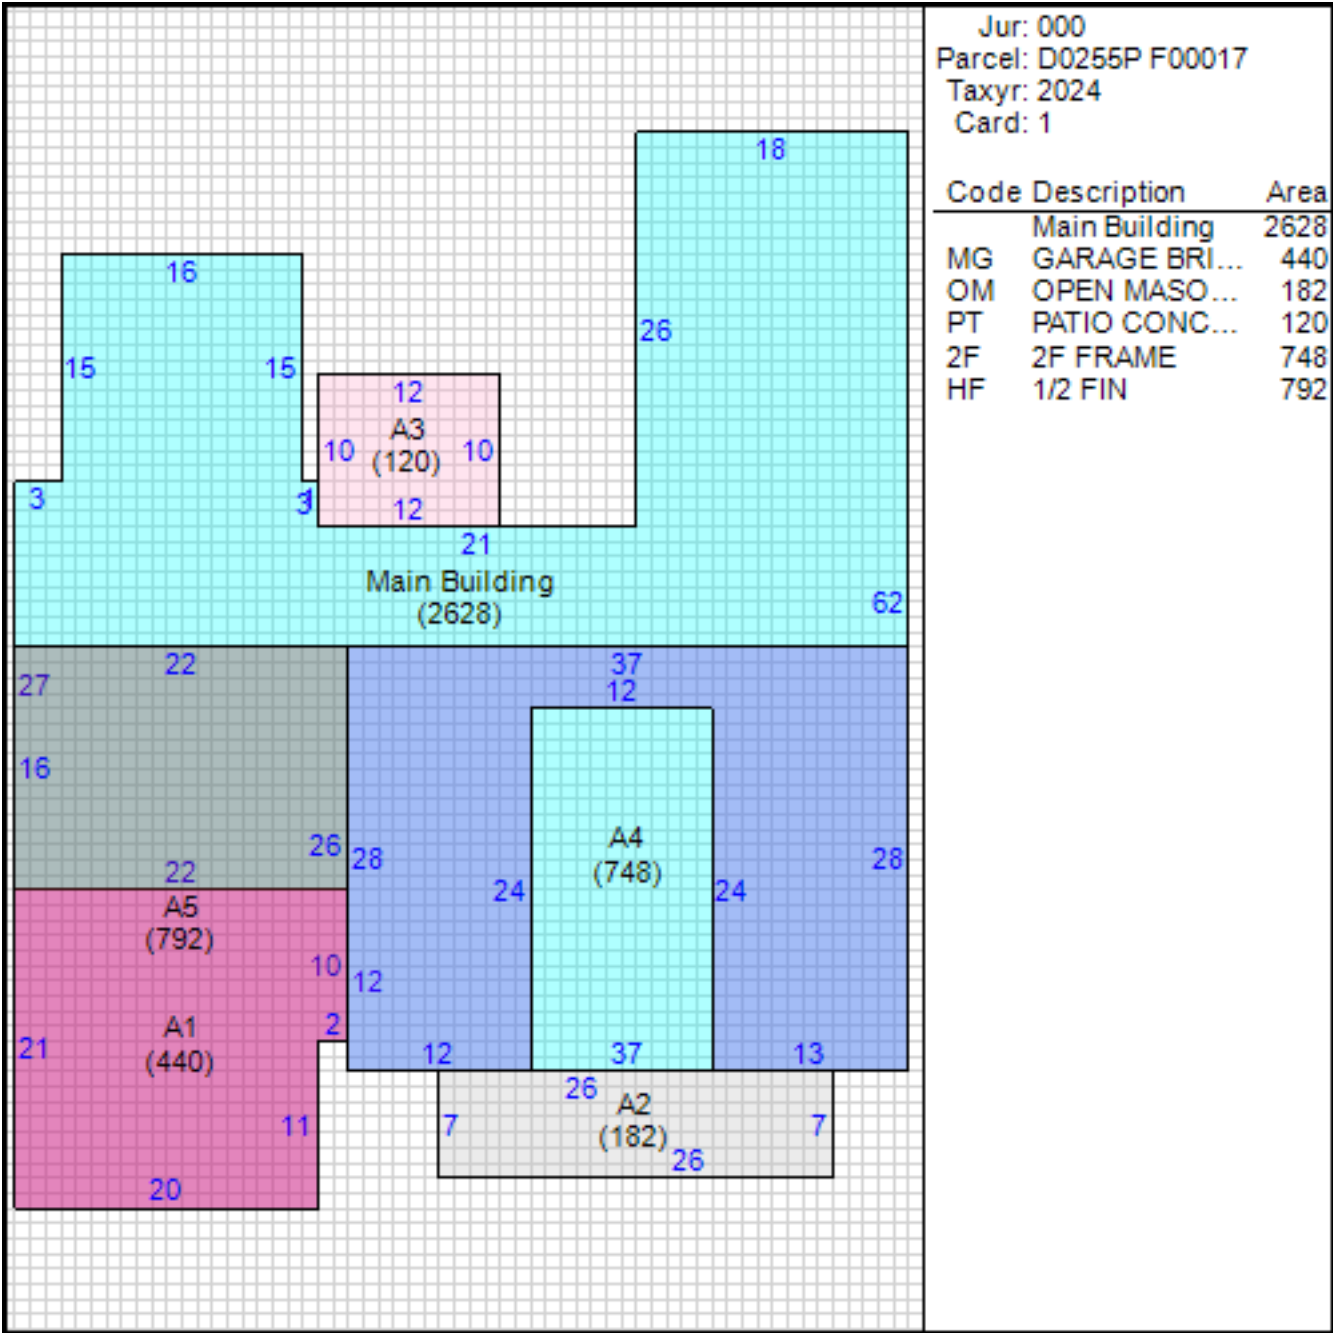 Jur: 000
Parcel: D0255P F00017
Taxyr: 2024
Card: 1
Code Description Area
Main Building 2628
MG GARAGE BRI... 440
OM OPEN MASO... 182
PT PATIO CONC... 120
2F 2F FRAME 748
HF 1/2 FIN 792
18
16
26
15 15
12
A3
10 (120) 10
3 3 1 12
21
Main Building
(2628)
62
22 37
27 12
16
A4
26 28 (748) 28
22 24 24
A5
(792)
10 12
2
A1
21 (440) 12 37 13
26
A2
11 7 (182) 7
26
20